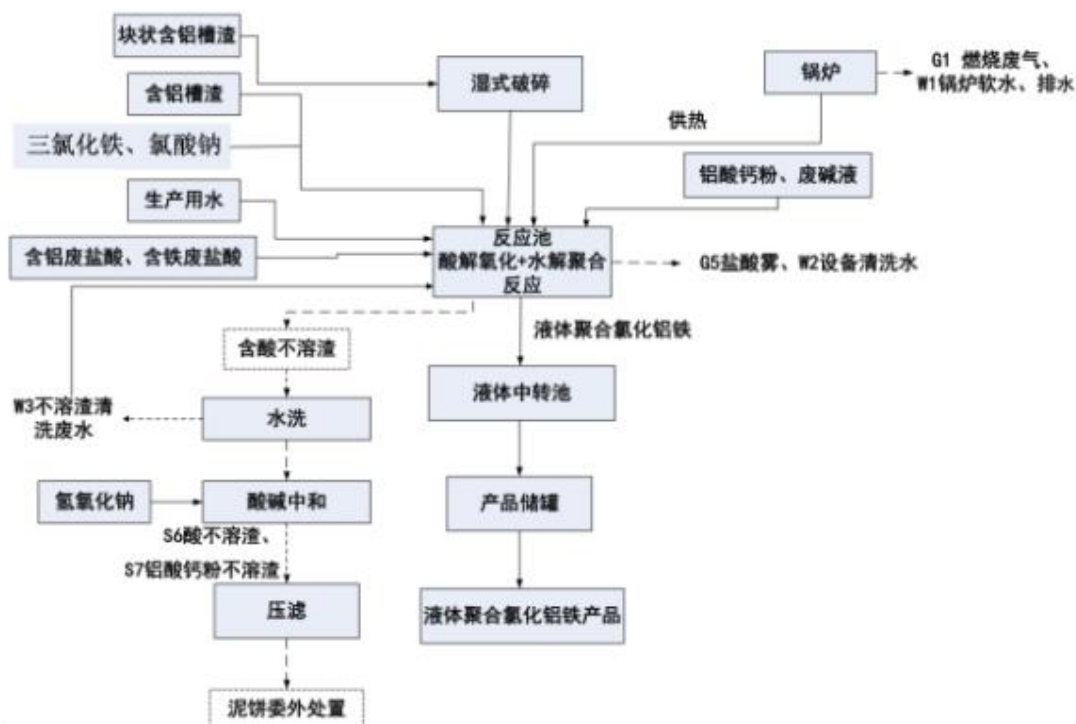 块状含铝槽渣
湿式破碎
锅炉
G1 燃烧废气、
W1锅炉软水、排水
含铝槽渣
供热
三氯化铁、氯酸钠
铝酸钙粉、废碱液
生产用水
反应池
酸解氧化+水解聚合
反应
含铝废盐酸、含铁废盐酸
G5盐酸雾、W2设备清洗水
液体聚合氯化铝铁
含酸不溶渣
液体中转池
W3不溶渣清
洗废水
水洗
氢氧化钠
酸碱中和
产品储罐
S6酸不溶渣、
S7铝酸钙粉不溶渣
压滤
液体聚合氯化铝铁产品
泥饼委外处置